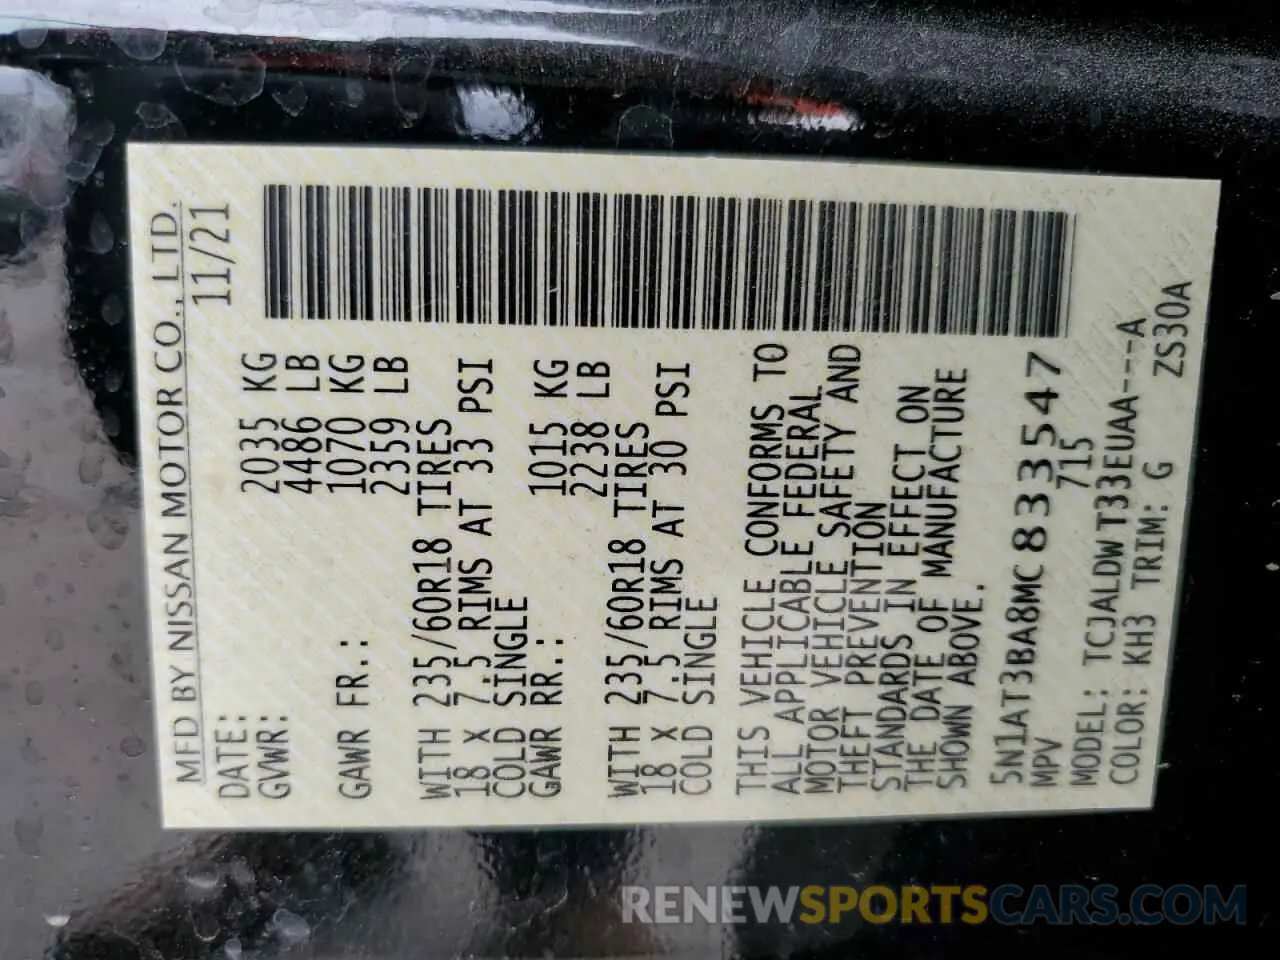 MFD BY NISSAN MOTOR CO., LTD.
DATE: 11/21
GVWR: 2035 KG
4486 LB
GAWR FR.: 1070 KG
2359 LB
WITH 235/60R18 TIRES
18 X 7.5 RIMS AT 33 PSI
COLD SINGLE
GAWR RR.: 1015 KG
2238 LB
WITH 235/60R18 TIRES
18 X 7.5 RIMS AT 30 PSI
COLD SINGLE
THIS VEHICLE CONFORMS TO
ALL APPLICABLE FEDERAL
MOTOR VEHICLE SAFETY AND
THEFT PREVENTION
STANDARDS IN EFFECT ON
THE DATE OF MANUFACTURE
SHOWN ABOVE.
5N1AT3BA8MC833547
MPV 715
MODEL: TCJALDWT33EUAA---A
COLOR: KH3 TRIM: G ZS30A
RENEWSPORTSCARS.COM